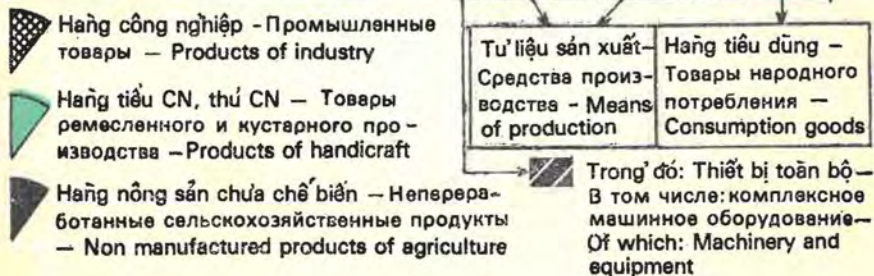 Hàng công nghiệp - Промышленные
товары — Products of industry
Hàng tiểu CN, thủ CN — Товары
ремесленного и кустарного про-
изводства — Products of handicraft
Hàng nông sản chưa chế biến — Неперера-
ботанные сельскохозяйственные продукты
— Non manufactured products of agriculture
Tư liệu sản xuất—
Средства произ-
водства - Means
of production
Hàng tiêu dùng —
Товары народного
потребления —
Consumption goods
Trong đó: Thiết bị toàn bộ—
В том числе: комплексное
машинное оборудование—
Of which: Machinery and
equipment